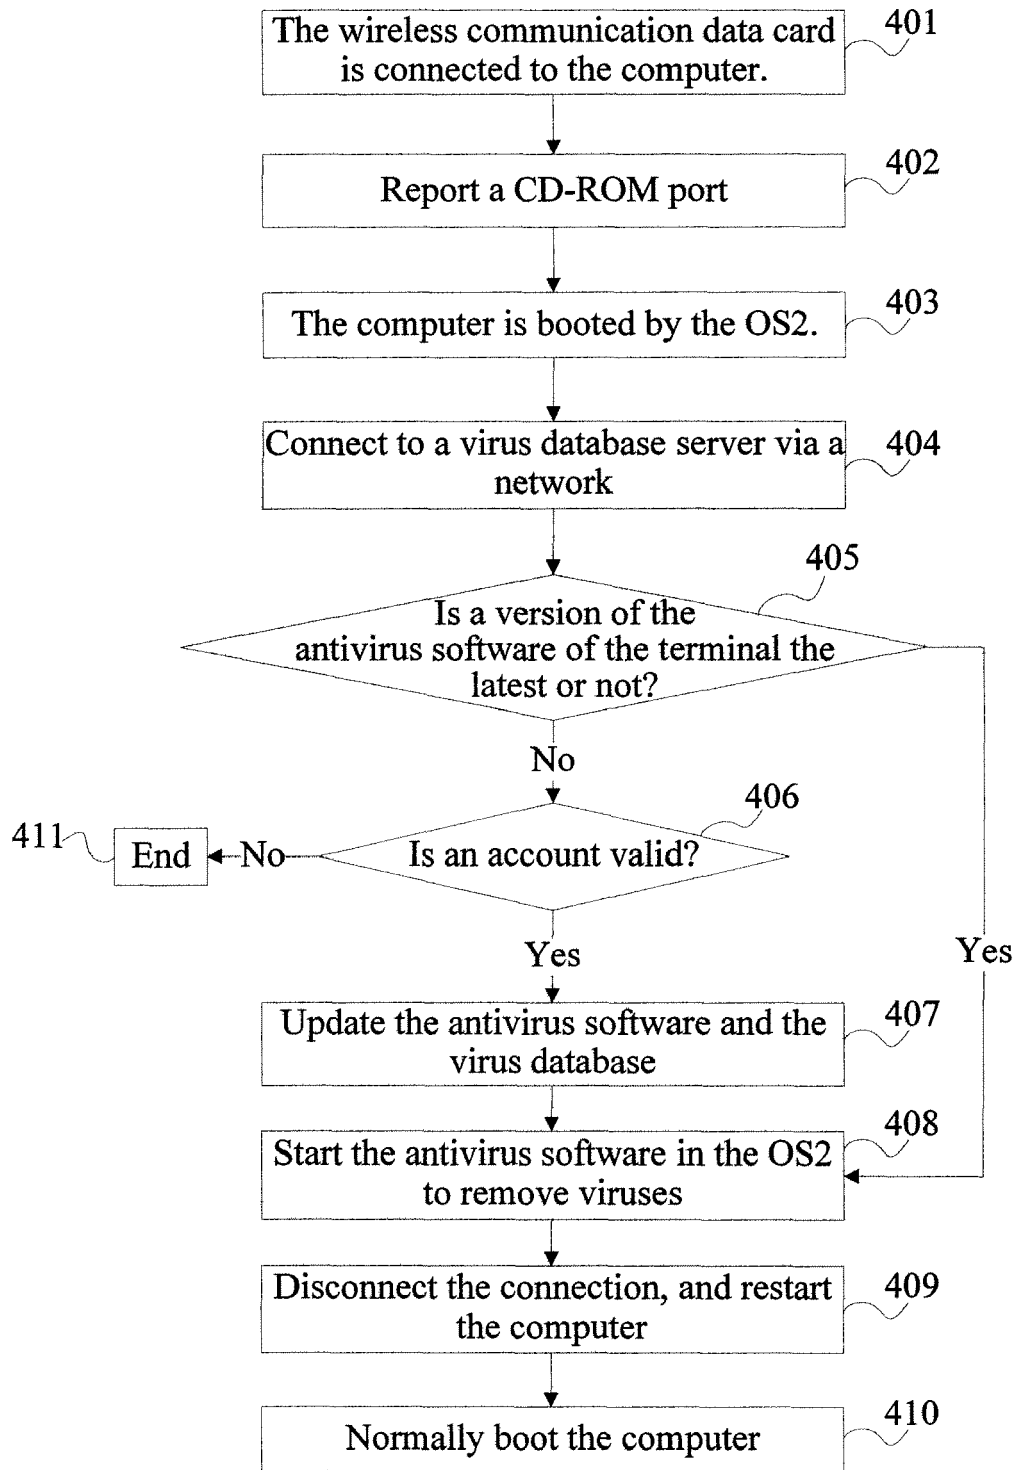 The wireless communication data card
is connected to the computer.
401
Report a CD-ROM port
402
The computer is booted by the OS2.
403
Connect to a virus database server via a
network
404
405
Is a version of the
antivirus software of the terminal the
latest or not?
No
406
411
End
No
Is an account valid?
Yes
Yes
Update the antivirus software and the
virus database
407
Start the antivirus software in the OS2
to remove viruses
408
Disconnect the connection, and restart
the computer
409
Normally boot the computer
410